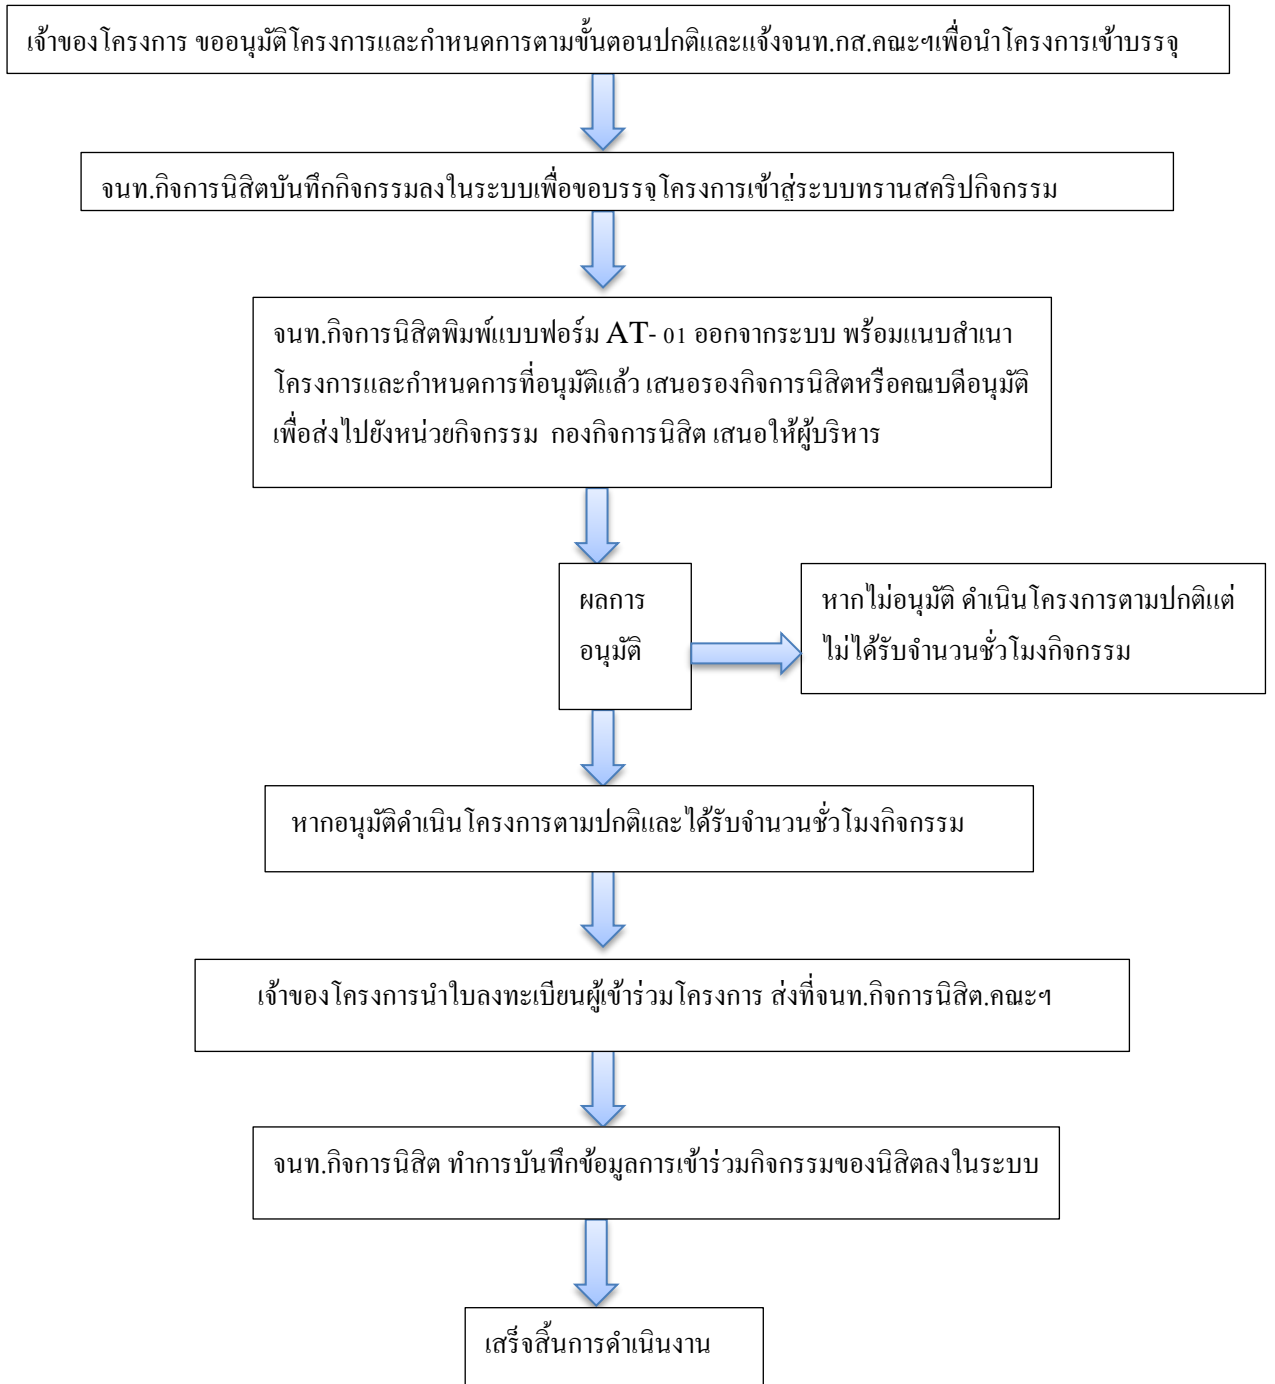 เจ้าของโครงการ ขออนุมัติโครงการและกำหนดการตามขั้นตอนปกติและแจ้งจนท.กส.คณะฯเพื่อนำโครงการเข้าบรรจุ
จนท.กิจการนิสิตบันทึกกิจกรรมลงในระบบเพื่อขอบรรจุโครงการเข้าสู่ระบบทรานสคริปกิจกรรม
จนท.กิจการนิสิตพิมพ์แบบฟอร์ม AT- 01 ออกจากระบบ พร้อมแนบสำเนา
โครงการและกำหนดการที่อนุมัติแล้ว เสนอรองกิจการนิสิตหรือคณบดีอนุมัติ
เพื่อส่งไปยังหน่วยกิจกรรม กองกิจการนิสิต เสนอให้ผู้บริหาร
ผลการ
อนุมัติ
หากไม่อนุมัติ ดำเนินโครงการตามปกติแต่
ไม่ได้รับจำนวนชั่วโมงกิจกรรม
หากอนุมัติดำเนินโครงการตามปกติและได้รับจำนวนชั่วโมงกิจกรรม
เจ้าของโครงการนำใบลงทะเบียนผู้เข้าร่วมโครงการ ส่งที่จนท.กิจการนิสิต.คณะฯ
จนท.กิจการนิสิต ทำการบันทึกข้อมูลการเข้าร่วมกิจกรรมของนิสิตลงในระบบ
เสร็จสิ้นการดำเนินงาน